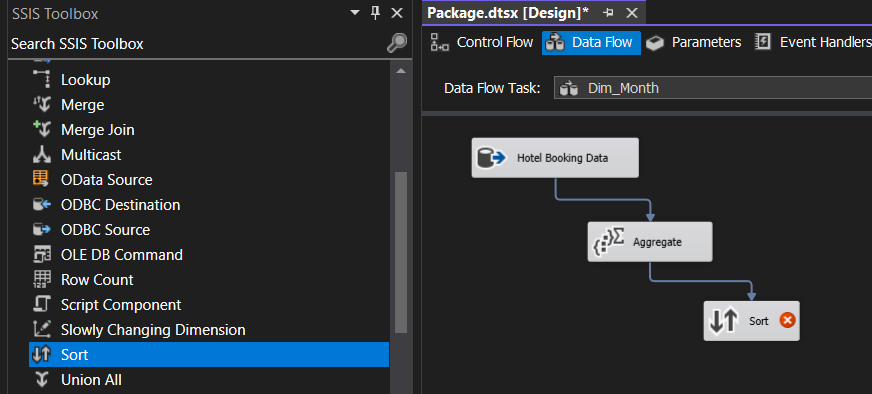 SSIS Toolbox
Search SSIS Toolbox
Lookup
Merge
Merge Join
Multicast
OData Source
ODBC Destination
ODBC Source
OLE DB Command
Row Count
Script Component
Slowly Changing Dimension
Sort
Union All
Package.dtsx [Design]*
Control Flow
Data Flow
Parameters
Event Handlers
Data Flow Task:
Dim_Month
Hotel Booking Data
Aggregate
Sort